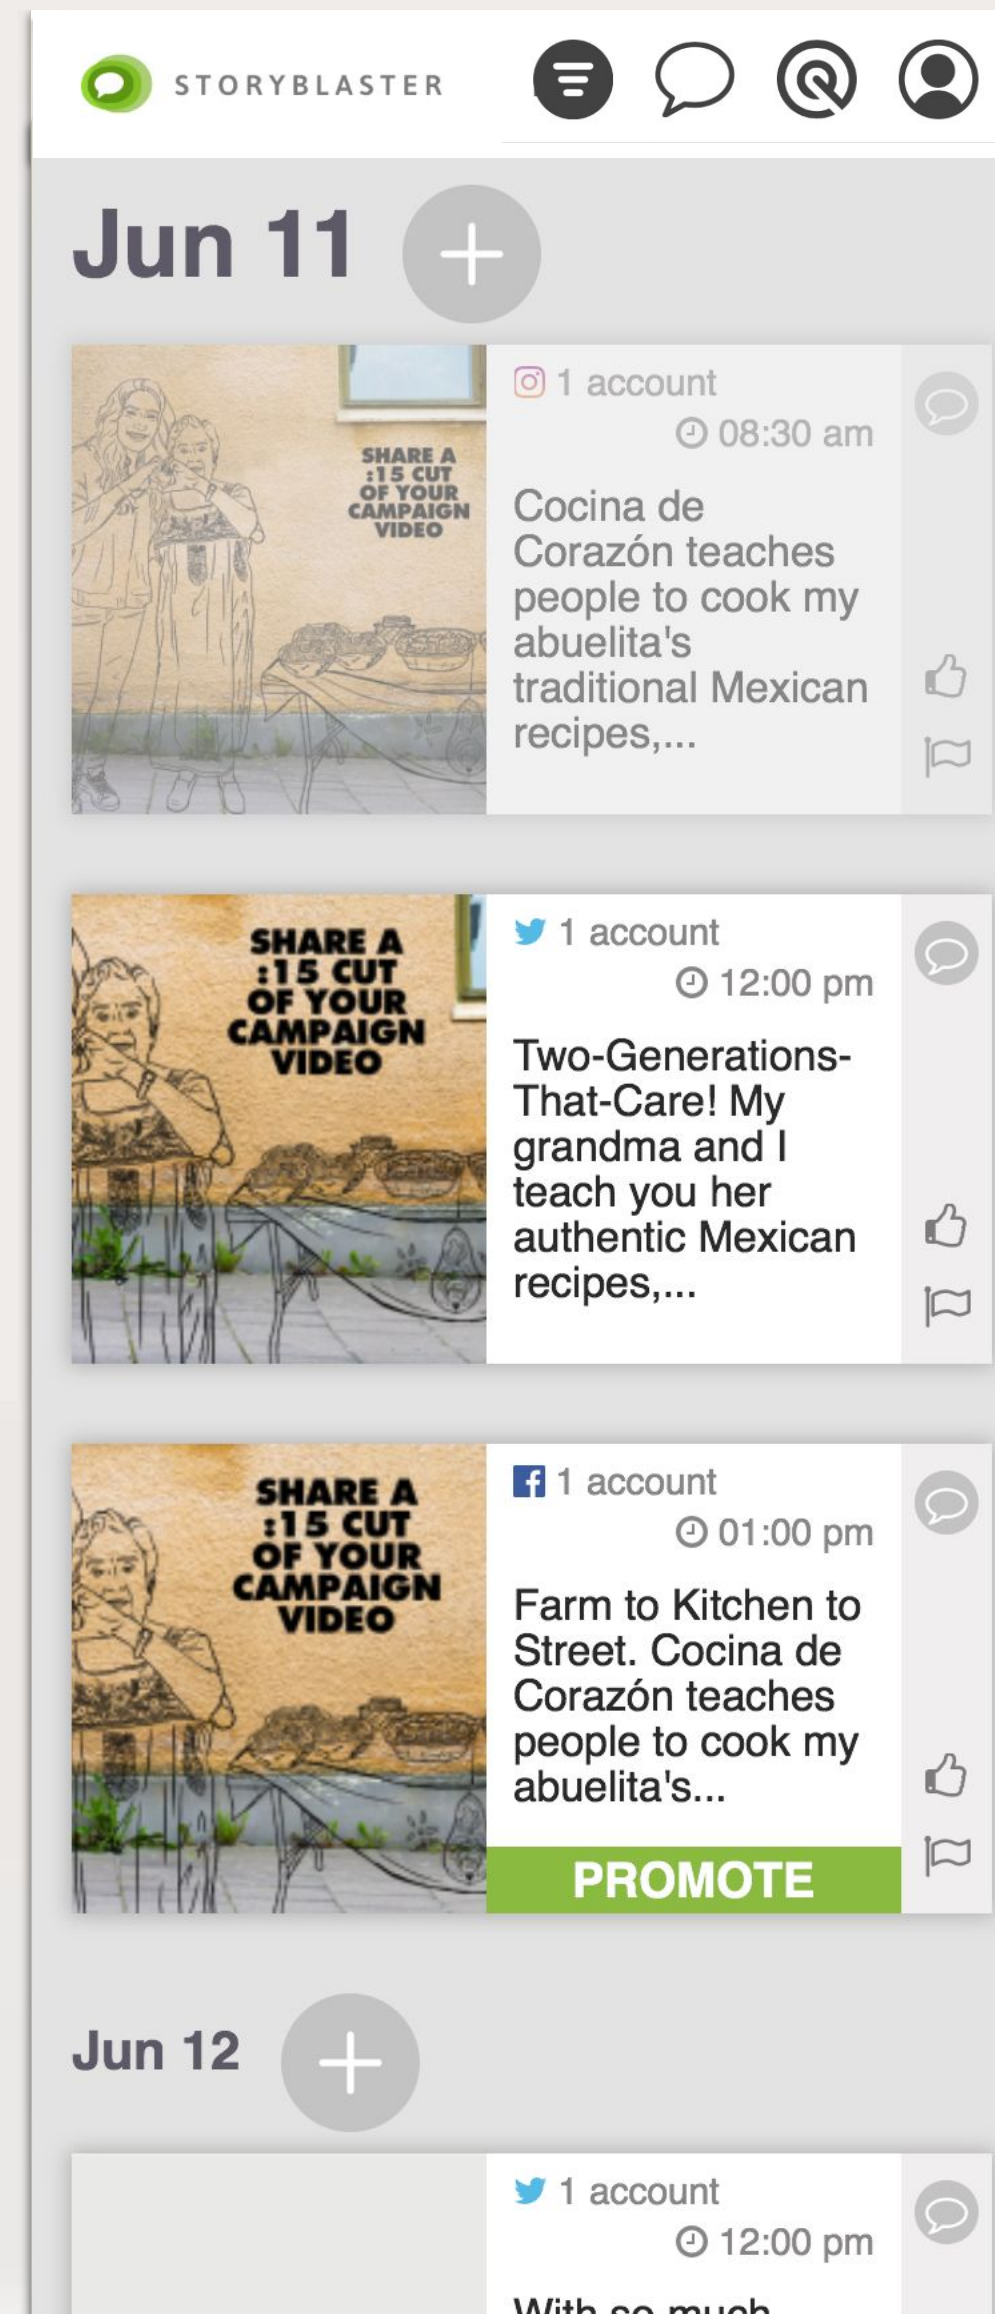 STORYBLASTER
Jun 11
SHARE A
:15 CUT
OF YOUR
CAMPAIGN
VIDEO
1 account
08:30 am
Cocina de
Corazón teaches
people to cook my
abuelita's
traditional Mexican
recipes,...
SHARE A
:15 CUT
OF YOUR
CAMPAIGN
VIDEO
1 account
12:00 pm
Two-Generations-
That-Care! My
grandma and I
teach you her
authentic Mexican
recipes,...
SHARE A
:15 CUT
OF YOUR
CAMPAIGN
VIDEO
1 account
01:00 pm
Farm to Kitchen to
Street. Cocina de
Corazón teaches
people to cook my
abuelita's...
PROMOTE
Jun 12
1 account
12:00 pm
With so much